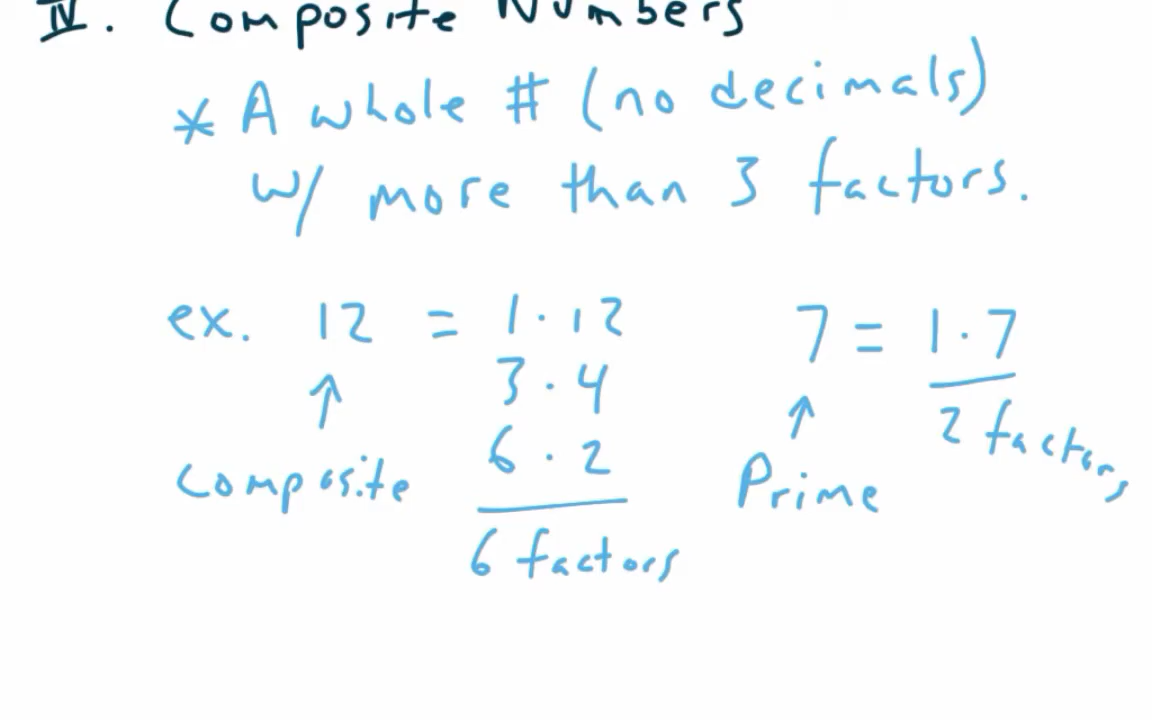 IV. Composite Numbers
* A whole # (no decimals)
w/ more than 3 factors.
ex. 12 = 1 · 12
3 · 4
6 · 2
6 factors
↑
composite
7 = 1 · 7
2 factors
↑
Prime